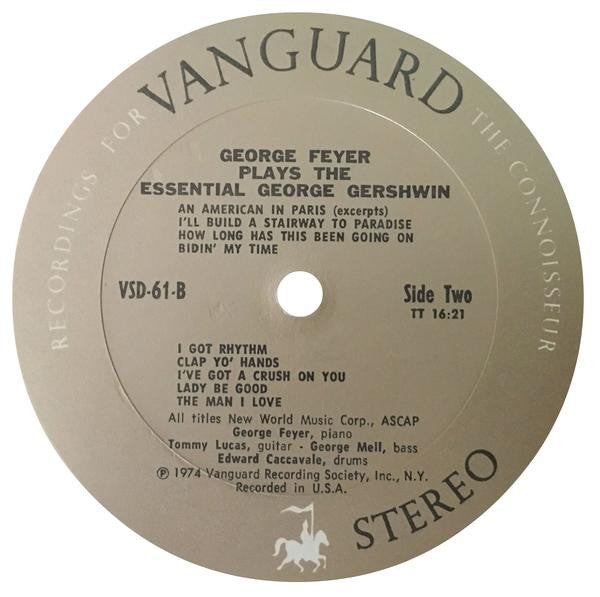 RECORDINGS FOR VANGUARD THE CONNOISSEUR
GEORGE FEYER
PLAYS THE
ESSENTIAL GEORGE GERSHWIN
AN AMERICAN IN PARIS (excerpts)
I'LL BUILD A STAIRWAY TO PARADISE
HOW LONG HAS THIS BEEN GOING ON
BIDIN' MY TIME
VSD-61-B
Side Two
TT 16:21
I GOT RHYTHM
CLAP YO' HANDS
I'VE GOT A CRUSH ON YOU
LADY BE GOOD
THE MAN I LOVE
All titles New World Music Corp., ASCAP
George Feyer, piano
Tommy Lucas, guitar - George Mell, bass
Edward Caccavale, drums
℗ 1974 Vanguard Recording Society, Inc., N.Y.
Recorded in U.S.A.
STEREO